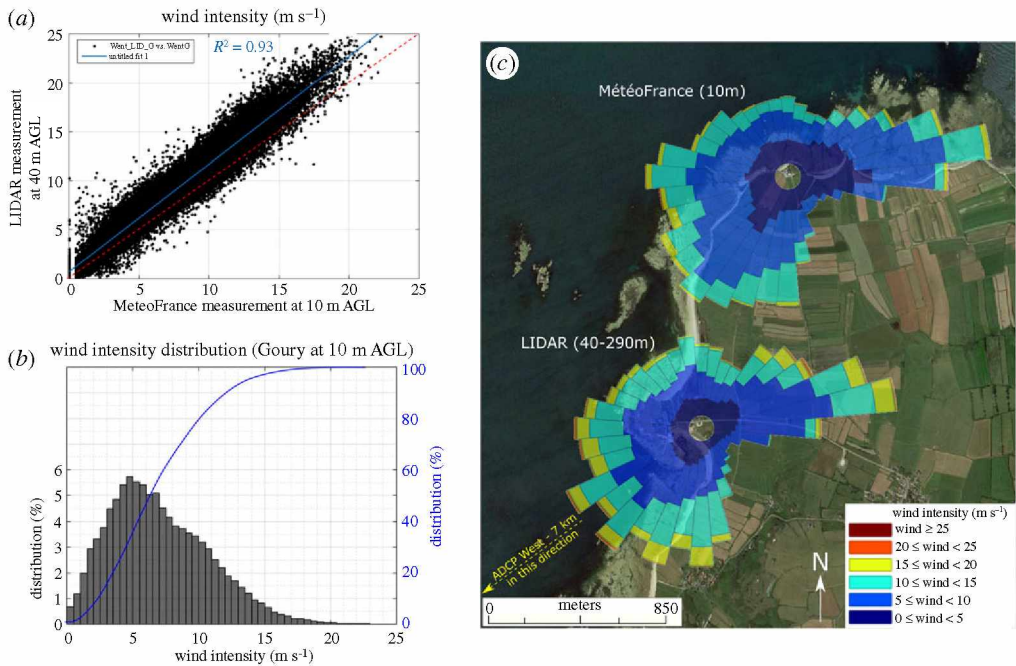 (a)
wind intensity (m s⁻¹)
Want_LID_G vs. WantG
untitled fit 1
R² = 0.93
25
20
15
10
5
0
LIDAR measurement
at 40 m AGL
0 5 10 15 20 25
MeteoFrance measurement at 10 m AGL
(b)
wind intensity distribution (Goury at 10 m AGL)
6
5
4
3
2
1
0
distribution (%)
100
80
60
40
20
0
distribution (%)
0 5 10 15 20 25
wind intensity (m s⁻¹)
(c)
MétéoFrance (10m)
LIDAR (40-290m)
ADCP West - 7 km
in this direction
0 meters 850
N
wind intensity (m s⁻¹)
wind ≥ 25
20 ≤ wind < 25
15 ≤ wind < 20
10 ≤ wind < 15
5 ≤ wind < 10
0 ≤ wind < 5